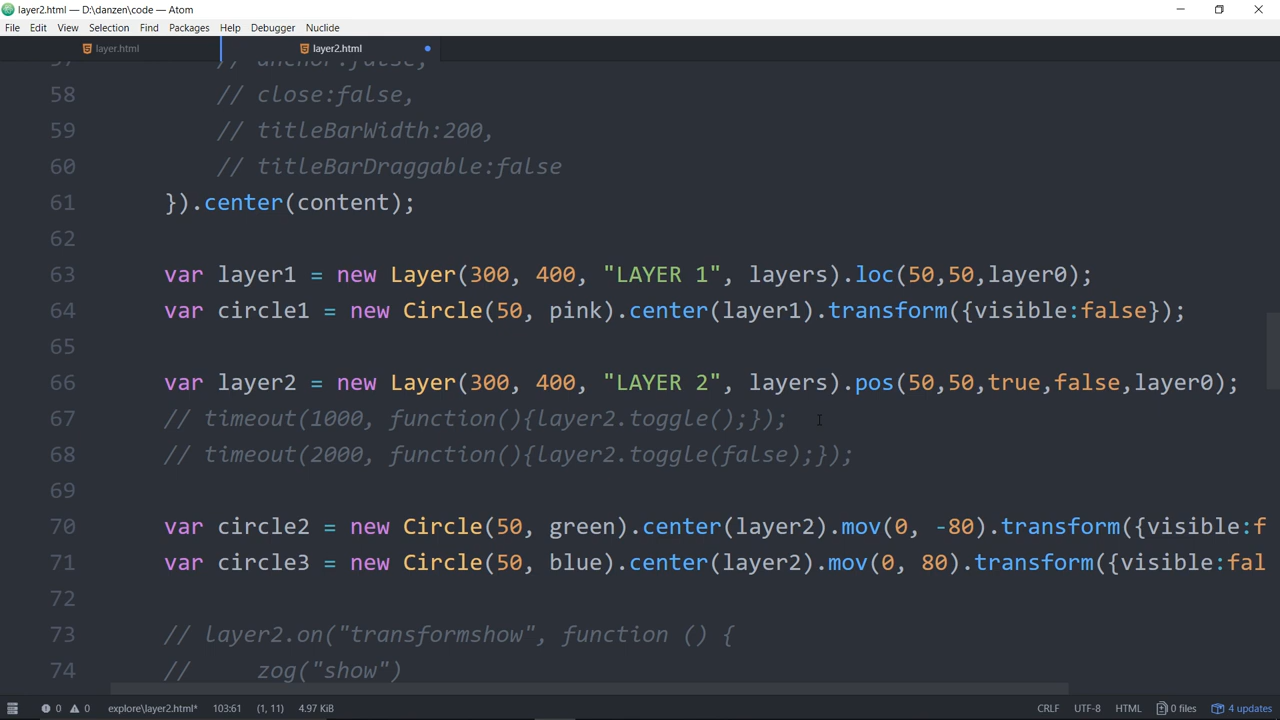 layer2.html — D:\danzen\code — Atom
File Edit View Selection Find Packages Help Debugger Nuclide
layer.html layer2.html
57 // anchor:false,
58 // close:false,
59 // titleBarWidth:200,
60 // titleBarDraggable:false
61 }).center(content);
62
63 var layer1 = new Layer(300, 400, "LAYER 1", layers).loc(50,50,layer0);
64 var circle1 = new Circle(50, pink).center(layer1).transform({visible:false});
65
66 var layer2 = new Layer(300, 400, "LAYER 2", layers).pos(50,50,true,false,layer0);
67 // timeout(1000, function(){layer2.toggle();});
68 // timeout(2000, function(){layer2.toggle(false);});
69
70 var circle2 = new Circle(50, green).center(layer2).mov(0, -80).transform({visible:f
71 var circle3 = new Circle(50, blue).center(layer2).mov(0, 80).transform({visible:fal
72
73 // layer2.on("transformshow", function () {
74 // zog("show")
0 0 explore\layer2.html* 103:61 (1, 11) 4.97 KiB CRLF UTF-8 HTML 0 files 4 updates